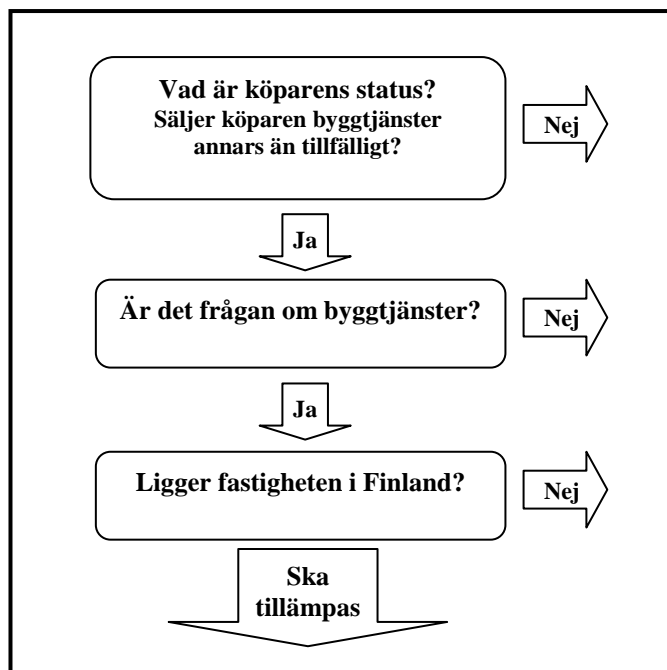 Vad är köparens status?
Säljer köparen byggtjänster
annars än tillfälligt?
Nej
Ja
Är det frågan om byggtjänster?
Nej
Ja
Ligger fastigheten i Finland?
Nej
Ska
tillämpas